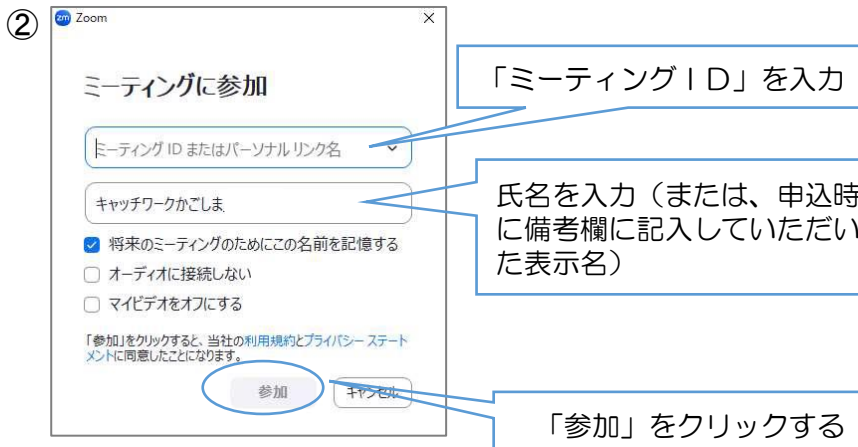 ②
zm Zoom
ミーティングに参加
ミーティング ID またはパーソナル リンク名
キャッチワークかごしま
将来のミーティングのためにこの名前を記憶する
オーディオに接続しない
マイビデオをオフにする
「参加」をクリックすると、当社の利用規約とプライバシー ステート
メントに同意したことになります。
参加
キャンセル
「ミーティングID」を入力
氏名を入力（または、申込時
に備考欄に記入していただい
た表示名）
「参加」をクリックする